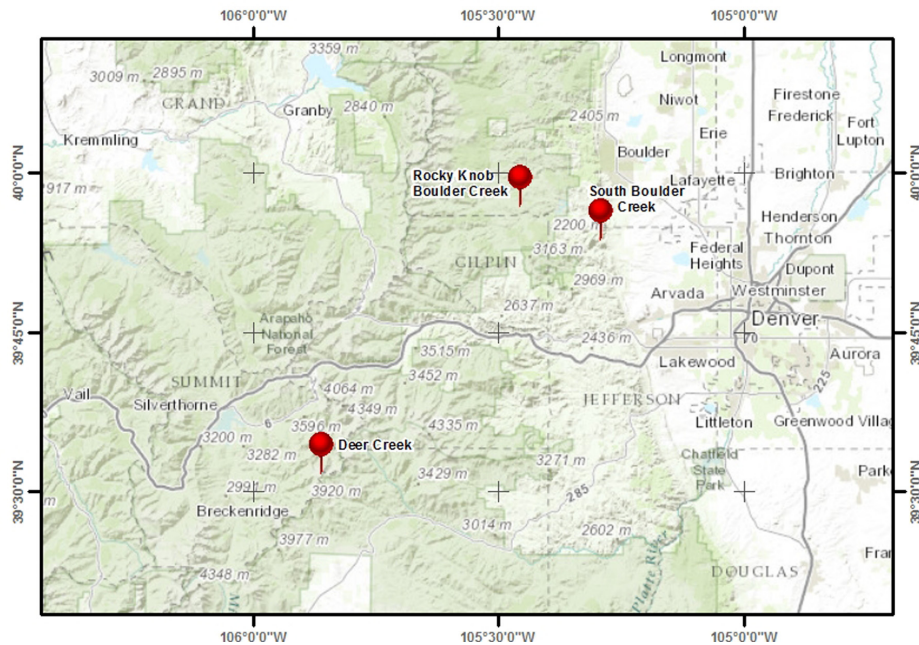 106°0'0"W 105°30'0"W 105°0'0"W
3359 m
Longmont
3009 m 2895 m
GRAND
Granby
2840 m
Niwot
Firestone
Frederick
2405 m
Fort
Lupton
Kremmling
Erie
Boulder
40°0'0"N
40°0'0"N
Rocky Knob
Boulder Creek
Lafayette
Brighton
917 m
South Boulder
Creek
2200 m
Henderson
Thornton
3163 m
Federal
Heights
GILPIN
2969 m
Dupont
Arvada
Westminster
2637 m
Arapaho
National
Forest
Denver
39°45'0"N
39°45'0"N
2436 m
70
3515 m
Lakewood
Aurora
3452 m
225
SUMMIT
4064 m
Vail
Silverthorne
4349 m
JEFFERSON
6
3596 m
4335 m
Littleton
Greenwood Villag
3200 m
Deer Creek
3282 m
3271 m
Chatfield
State
Park
3429 m
Park
39°30'0"N
39°30'0"N
3920 m
285
m
Breckenridge
3014 m
2602 m
3977 m
Fran
Platte River
4348 m
DOUGLAS
106°0'0"W 105°30'0"W 105°0'0"W